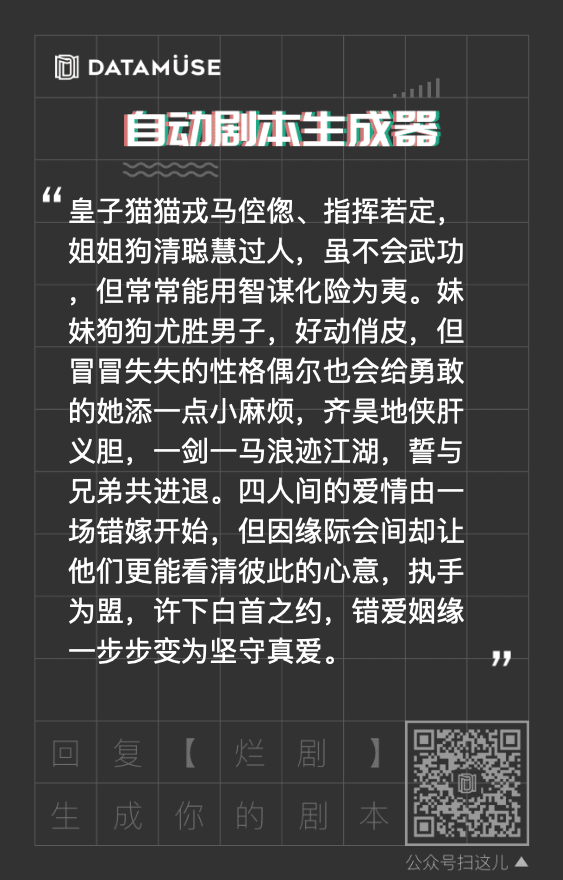 DATAMÜSE
自动剧本生成器
“皇子猫猫戎马倥偬、指挥若定，
姐姐狗清聪慧过人，虽不会武功
，但常常能用智谋化险为夷。妹
妹狗狗尤胜男子，好动俏皮，但
冒冒失失的性格偶尔也会给勇敢
的她添一点小麻烦，齐昊地侠肝
义胆，一剑一马浪迹江湖，誓与
兄弟共进退。四人间的爱情由一
场错嫁开始，但因缘际会间却让
他们更能看清彼此的心意，执手
为盟，许下白首之约，错爱姻缘
一步步变为坚守真爱。”
回复【烂剧】
生成你的剧本
公众号扫这儿▲